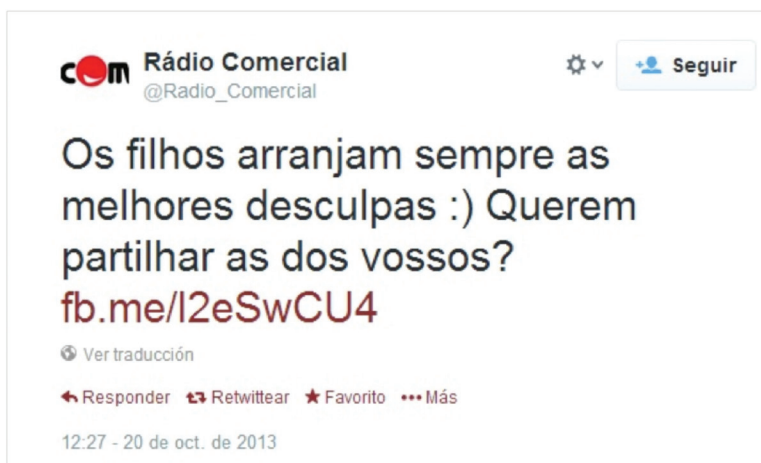 com Rádio Comercial
@Radio_Comercial
Seguir
Os filhos arranjam sempre as
melhores desculpas :) Querem
partilhar as dos vossos?
fb.me/l2eSwCU4
Ver traducción
Responder Retwittear Favorito Más
12:27 - 20 de oct. de 2013